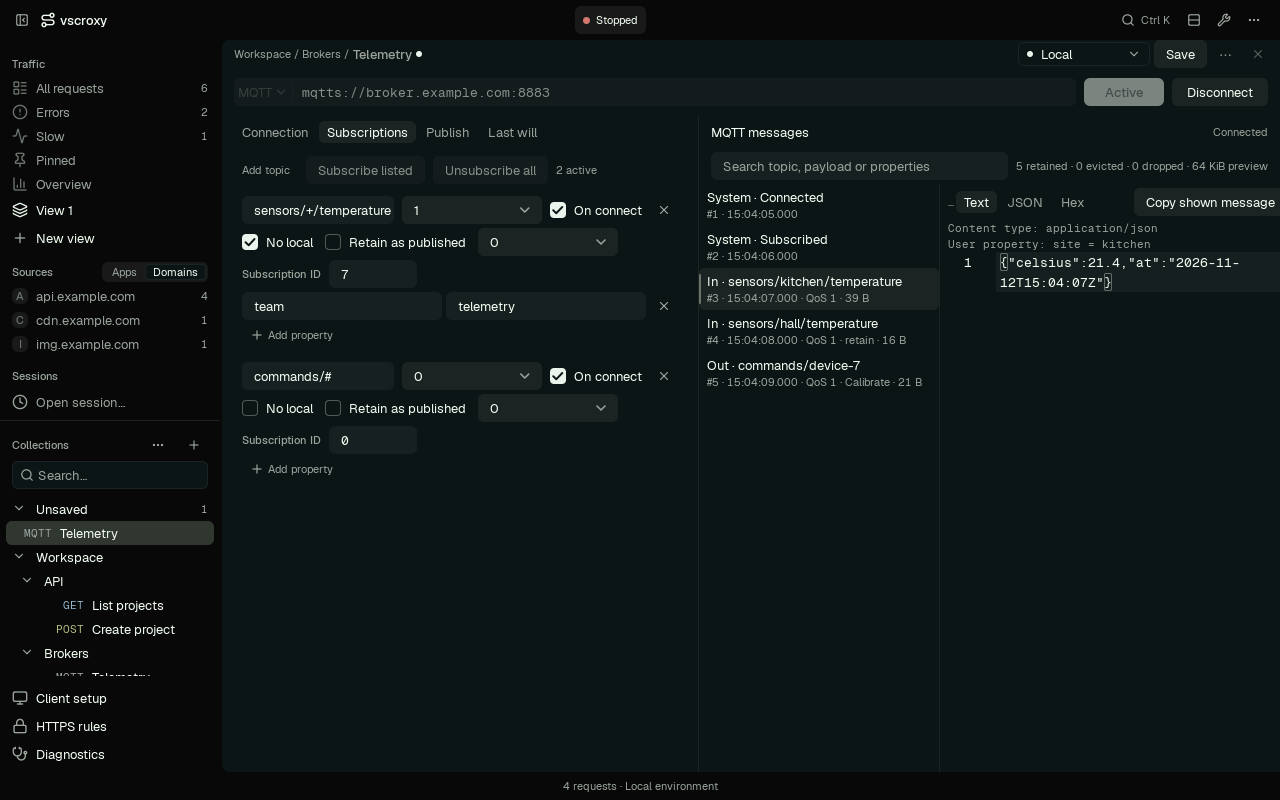 vscroxy
Stopped
Ctrl K
Traffic
All requests 6
Errors 2
Slow 1
Pinned
Overview
View 1
New view
Sources Apps Domains
A api.example.com 4
C cdn.example.com 1
I img.example.com 1
Sessions
Open session…
Collections
Search…
Unsaved 1
MQTT Telemetry
Workspace
API
GET List projects
POST Create project
Brokers
MQTT Telemetry
Client setup
HTTPS rules
Diagnostics
Workspace / Brokers / Telemetry
Local
Save
MQTT mqtts://broker.example.com:8883
Active
Disconnect
Connection Subscriptions Publish Last will
Add topic Subscribe listed Unsubscribe all 2 active
sensors/+/temperature 1 On connect
No local Retain as published 0
Subscription ID 7
team telemetry
Add property
commands/# 0 On connect
No local Retain as published 0
Subscription ID 0
Add property
MQTT messages Connected
Search topic, payload or properties 5 retained · 0 evicted · 0 dropped · 64 KiB preview
System · Connected
#1 · 15:04:05.000
System · Subscribed
#2 · 15:04:06.000
In · sensors/kitchen/temperature
#3 · 15:04:07.000 · QoS 1 · 39 B
In · sensors/hall/temperature
#4 · 15:04:08.000 · QoS 1 · retain · 16 B
Out · commands/device-7
#5 · 15:04:09.000 · QoS 1 · Calibrate · 21 B
Text JSON Hex Copy shown message
Content type: application/json
User property: site = kitchen
1 {"celsius":21.4,"at":"2026-11-
12T15:04:07Z"}
4 requests · Local environment